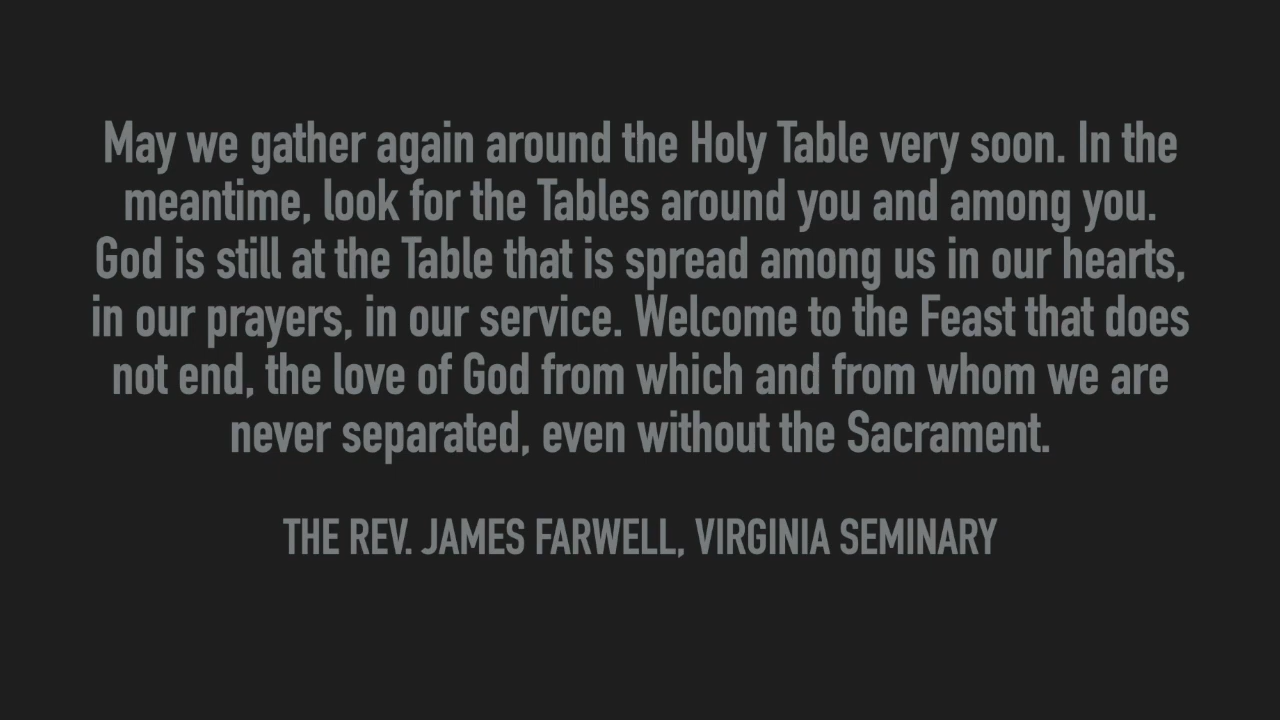 May we gather again around the Holy Table very soon. In the
meantime, look for the Tables around you and among you.
God is still at the Table that is spread among us in our hearts,
in our prayers, in our service. Welcome to the Feast that does
not end, the love of God from which and from whom we are
never separated, even without the Sacrament.
THE REV. JAMES FARWELL, VIRGINIA SEMINARY